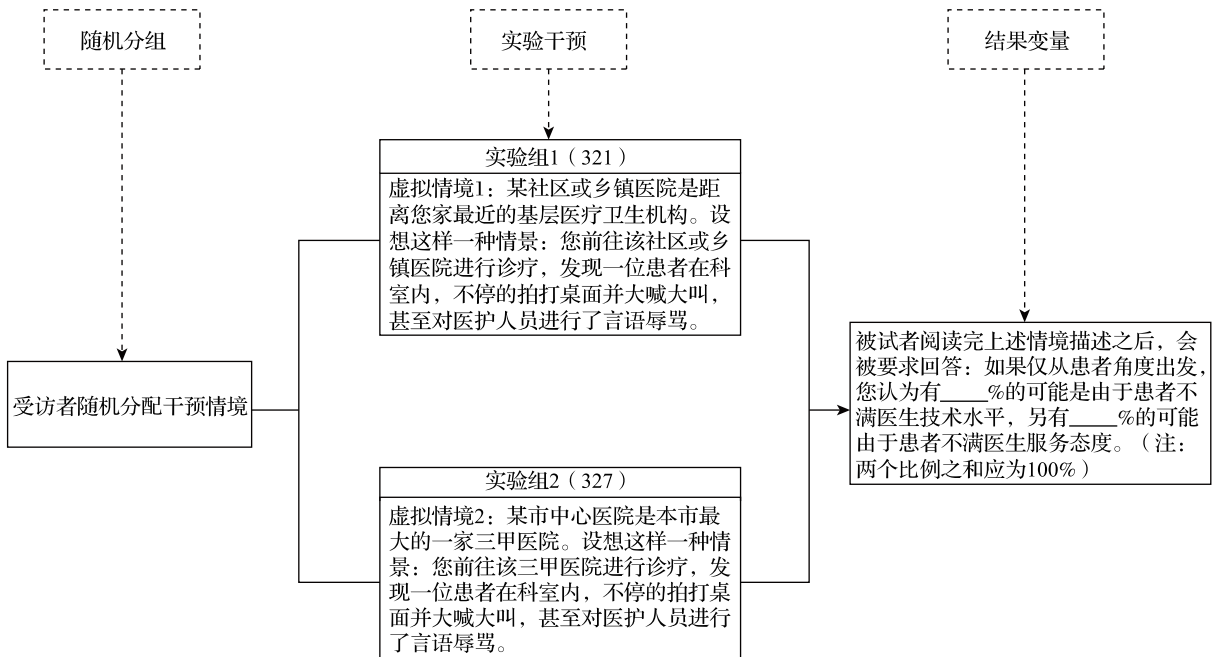 随机分组
实验干预
结果变量
受访者随机分配干预情境
实验组1（321）
虚拟情境1：某社区或乡镇医院是距
离您家最近的基层医疗卫生机构。设
想这样一种情景：您前往该社区或乡
镇医院进行诊疗，发现一位患者在科
室内，不停的拍打桌面并大喊大叫，
甚至对医护人员进行了言语辱骂。
实验组2（327）
虚拟情境2：某市中心医院是本市最
大的一家三甲医院。设想这样一种情
景：您前往该三甲医院进行诊疗，发
现一位患者在科室内，不停的拍打桌
面并大喊大叫，甚至对医护人员进行
了言语辱骂。
被试者阅读完上述情境描述之后，会
被要求回答：如果仅从患者角度出发，
您认为有____%的可能是由于患者不
满医生技术水平，另有____%的可能
由于患者不满医生服务态度。（注：
两个比例之和应为100%）